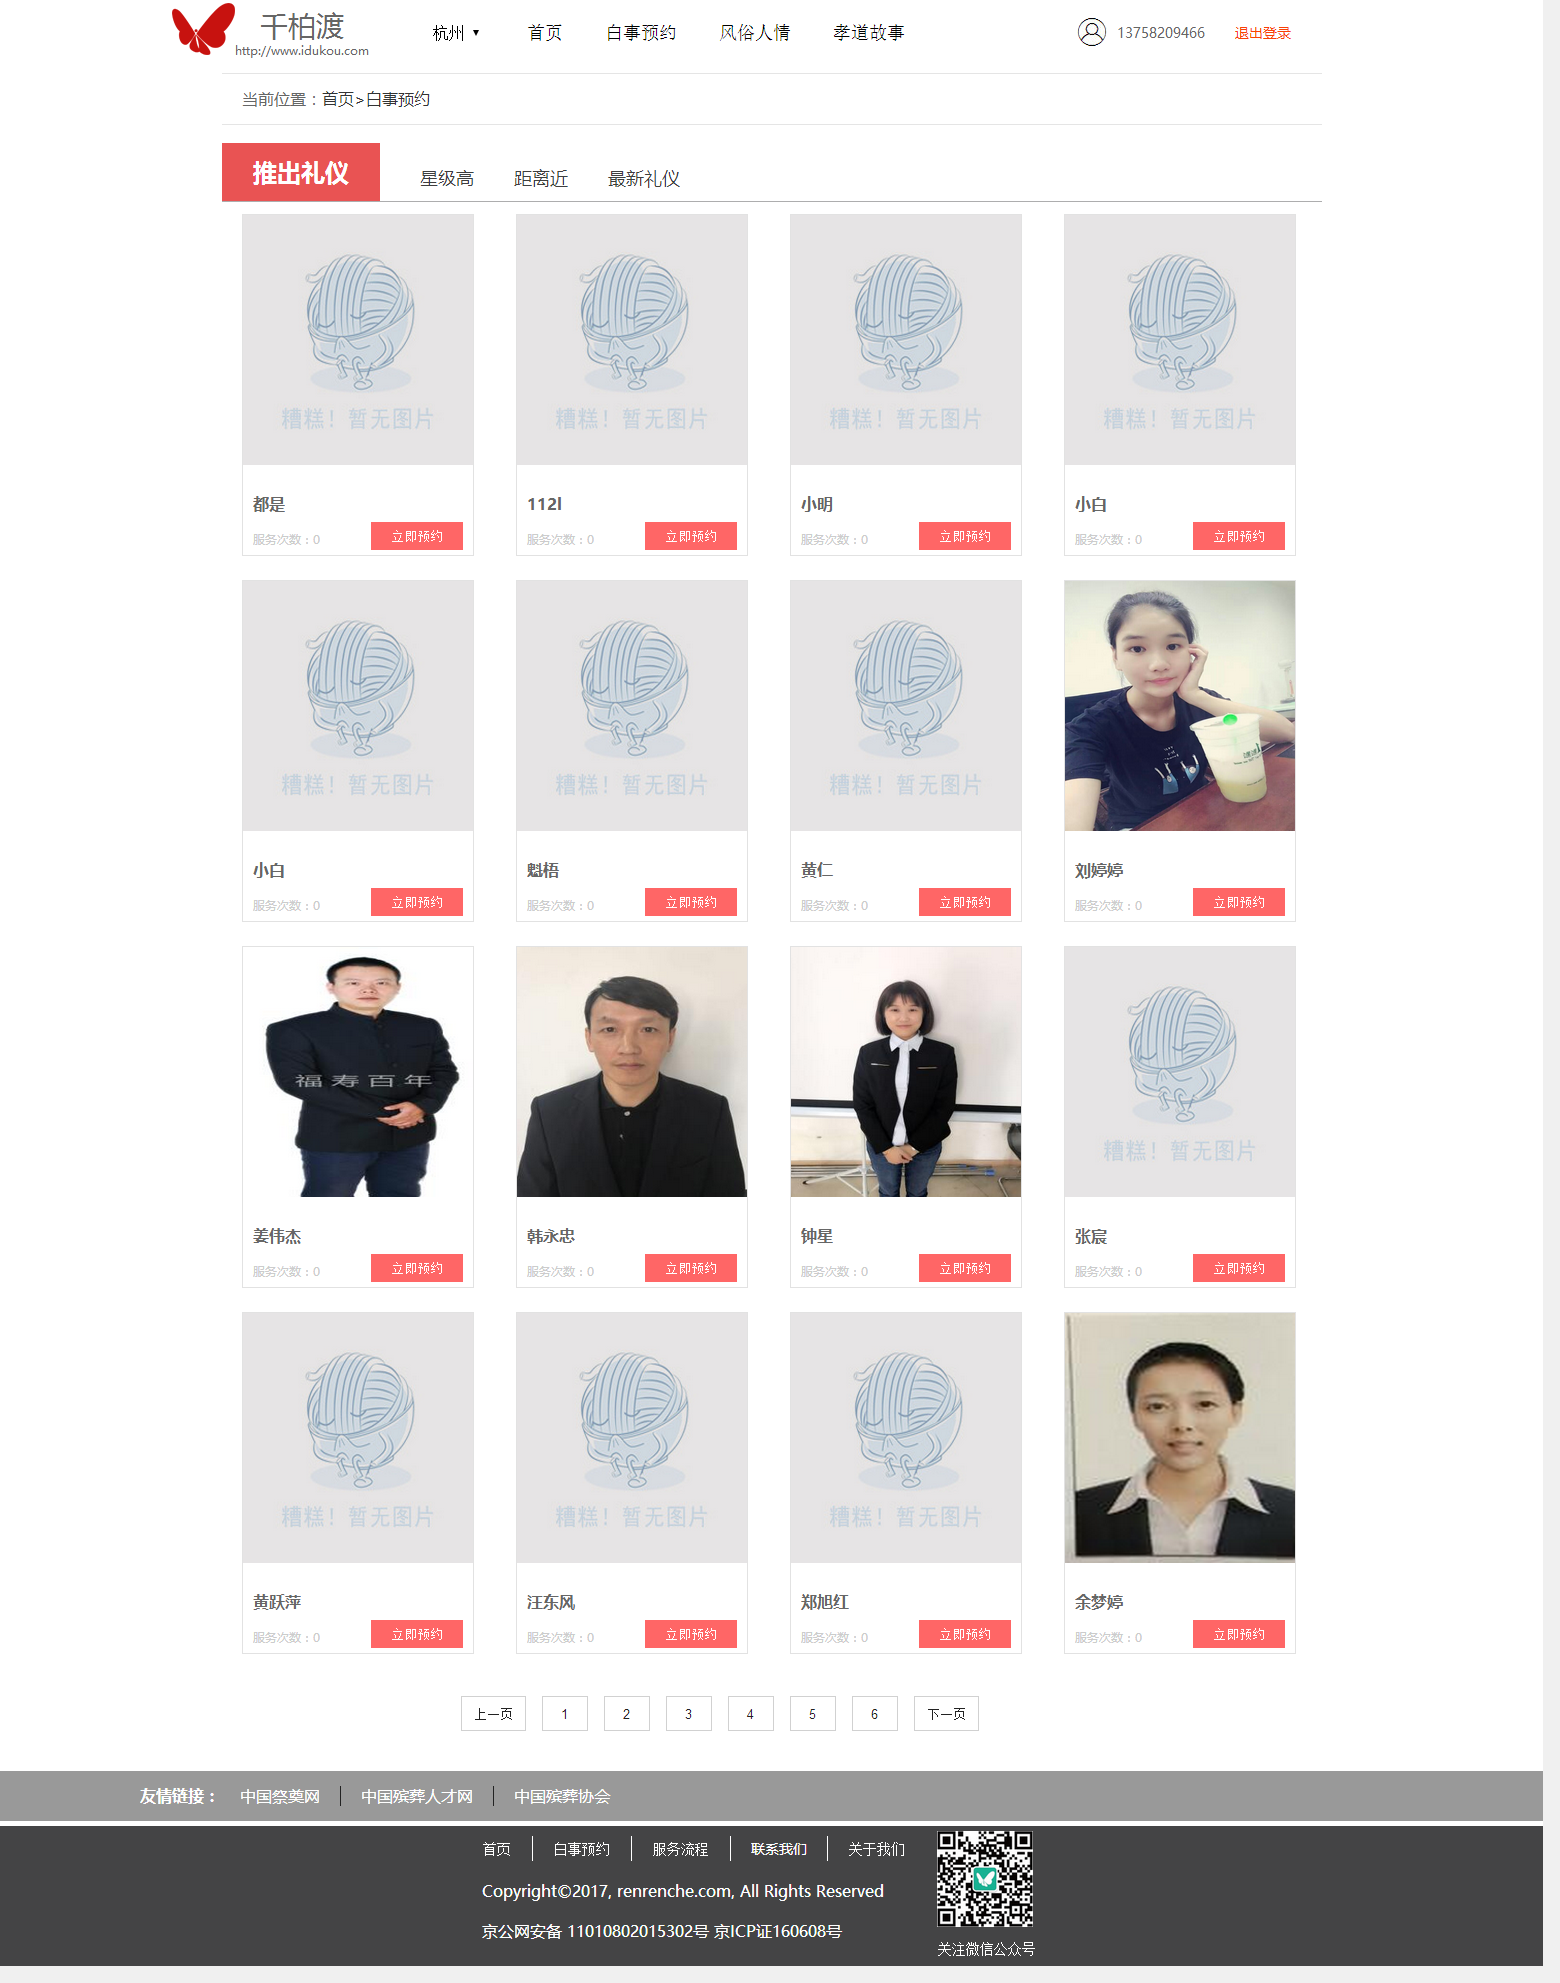 千柏渡
http://www.idukou.com
杭州 ▼ 首页 白事预约 风俗人情 孝道故事 13758209466 退出登录
当前位置：首页>白事预约
推出礼仪 星级高 距离近 最新礼仪
糟糕！暂无图片 糟糕！暂无图片 糟糕！暂无图片 糟糕！暂无图片
都是 112l 小明 小白
服务次数：0 立即预约 服务次数：0 立即预约 服务次数：0 立即预约 服务次数：0 立即预约
糟糕！暂无图片 糟糕！暂无图片 糟糕！暂无图片
小白 魁梧 黄仁 刘婷婷
服务次数：0 立即预约 服务次数：0 立即预约 服务次数：0 立即预约 服务次数：0 立即预约
福寿百年
糟糕！暂无图片
姜伟杰 韩永忠 钟星 张宸
服务次数：0 立即预约 服务次数：0 立即预约 服务次数：0 立即预约 服务次数：0 立即预约
糟糕！暂无图片 糟糕！暂无图片 糟糕！暂无图片
黄跃萍 汪东风 郑旭红 余梦婷
服务次数：0 立即预约 服务次数：0 立即预约 服务次数：0 立即预约 服务次数：0 立即预约
上一页 1 2 3 4 5 6 下一页
友情链接： 中国祭奠网 中国殡葬人才网 中国殡葬协会
首页 白事预约 服务流程 联系我们 关于我们
Copyright©2017, renrenche.com, All Rights Reserved
京公网安备 11010802015302号 京ICP证160608号
关注微信公众号